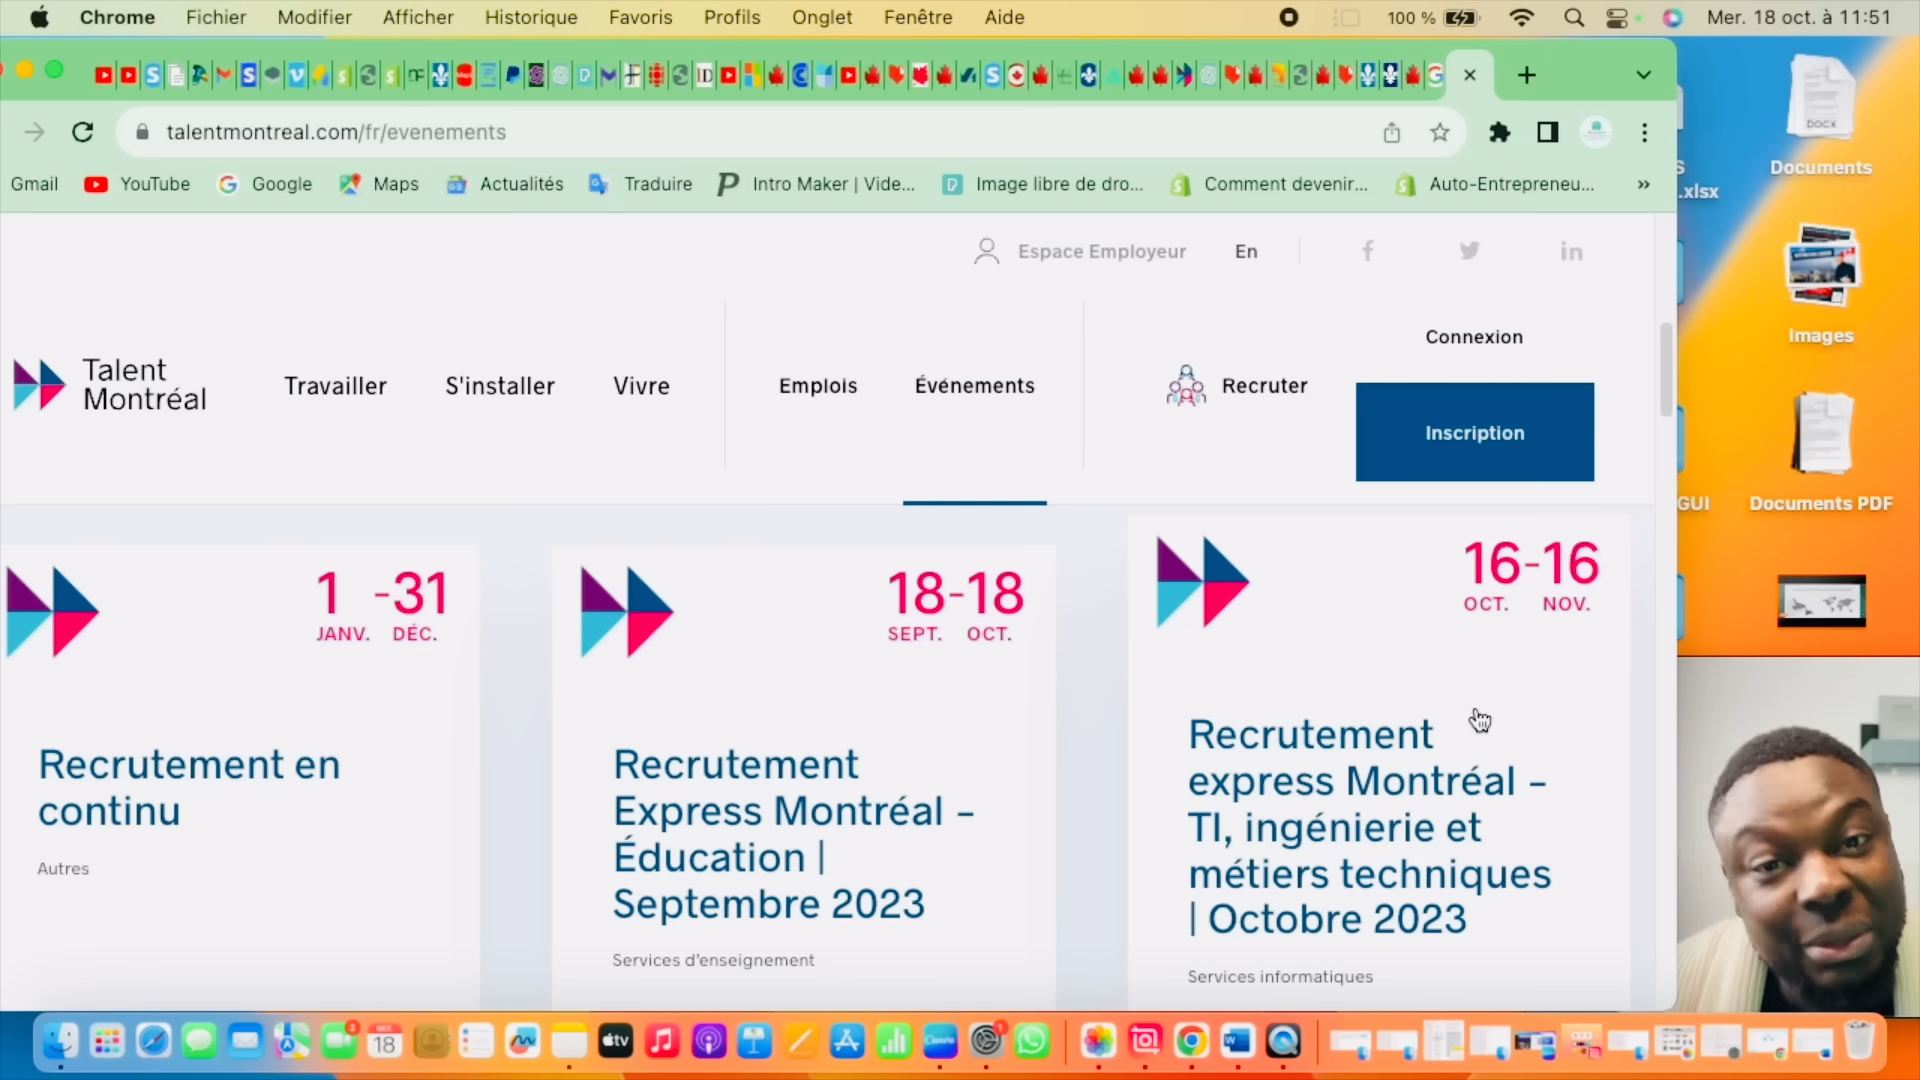 Chrome Fichier Modifier Afficher Historique Favoris Profils Onglet Fenêtre Aide 100 % Mer. 18 oct. à 11:51
talentmontreal.com/fr/evenements
Gmail YouTube Google Maps Actualités Traduire Intro Maker | Vide... Image libre de dro... Comment devenir... Auto-Entrepreneu... »
Espace Employeur En
Talent
Montréal
Travailler S'installer Vivre Emplois Événements Recruter
Connexion
Inscription
1 -31
JANV. DÉC.
Recrutement en
continu
Autres
18-18
SEPT. OCT.
Recrutement
Express Montréal –
Éducation |
Septembre 2023
Services d'enseignement
16-16
OCT. NOV.
Recrutement
express Montréal –
TI, ingénierie et
métiers techniques
| Octobre 2023
Services informatiques
DOCX
Documents
S
.xlsx
Images
GUI
Documents PDF
OCT.
18
tv